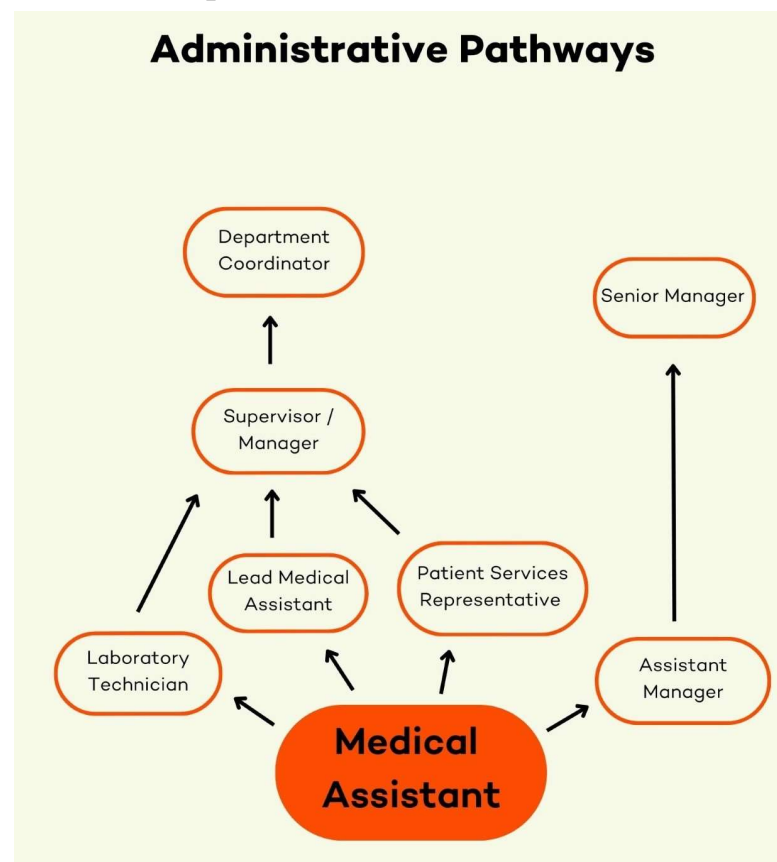 Administrative Pathways
Department
Coordinator
Senior Manager
Supervisor /
Manager
Lead Medical
Assistant
Patient Services
Representative
Laboratory
Technician
Assistant
Manager
Medical
Assistant